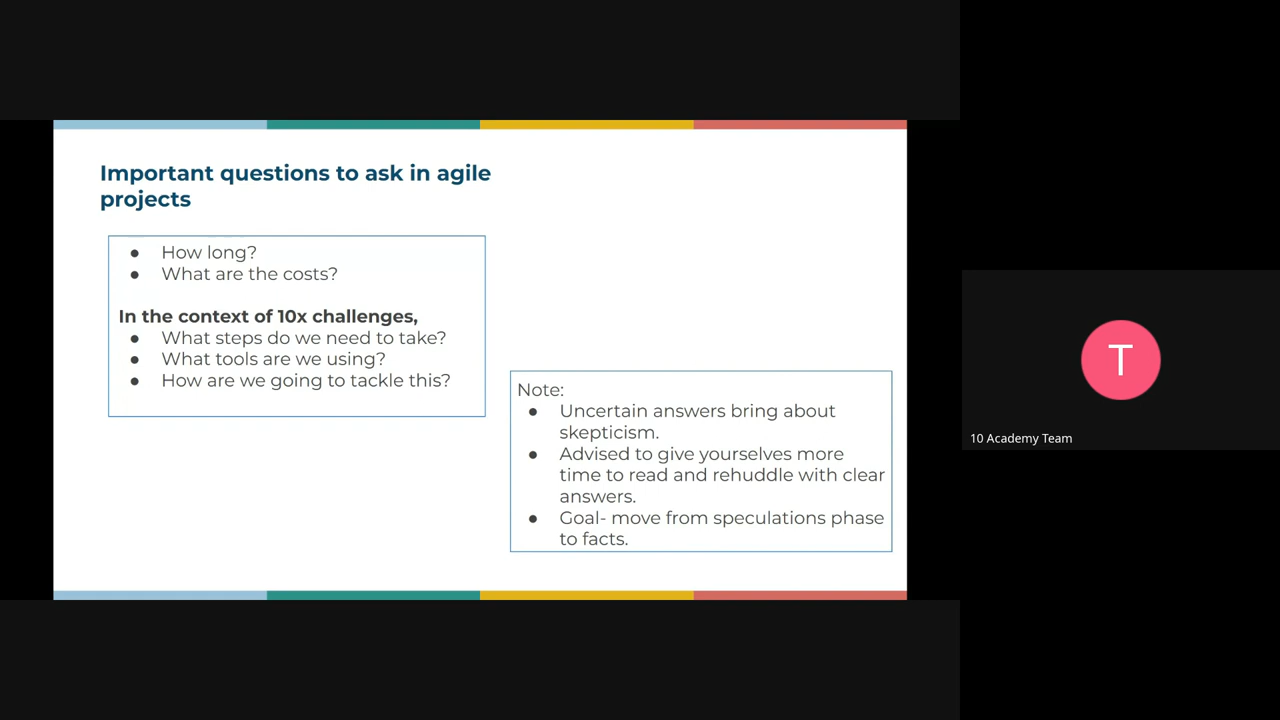 Important questions to ask in agile
projects
● How long?
● What are the costs?
In the context of 10x challenges,
● What steps do we need to take?
● What tools are we using?
● How are we going to tackle this?
Note:
● Uncertain answers bring about
skepticism.
● Advised to give yourselves more
time to read and rehuddle with clear
answers.
● Goal- move from speculations phase
to facts.
T
10 Academy Team